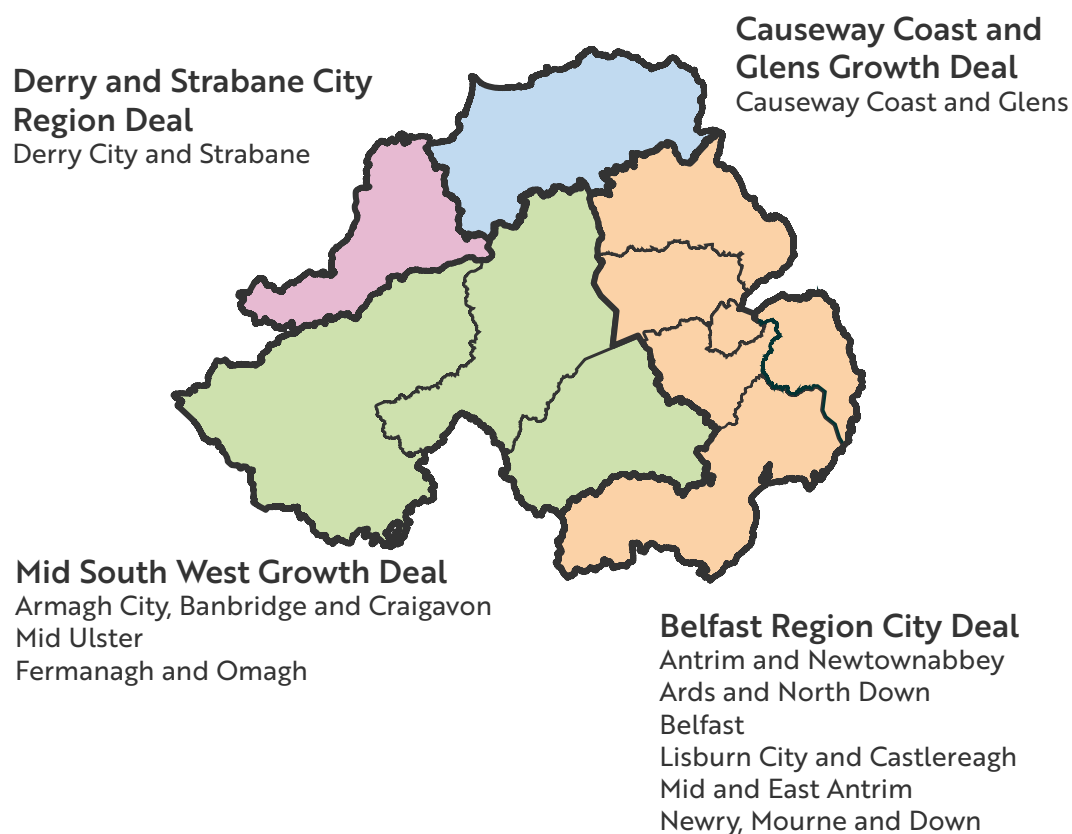 Derry and Strabane City
Region Deal
Derry City and Strabane
Causeway Coast and
Glens Growth Deal
Causeway Coast and Glens
Mid South West Growth Deal
Armagh City, Banbridge and Craigavon
Mid Ulster
Fermanagh and Omagh
Belfast Region City Deal
Antrim and Newtownabbey
Ards and North Down
Belfast
Lisburn City and Castlereagh
Mid and East Antrim
Newry, Mourne and Down